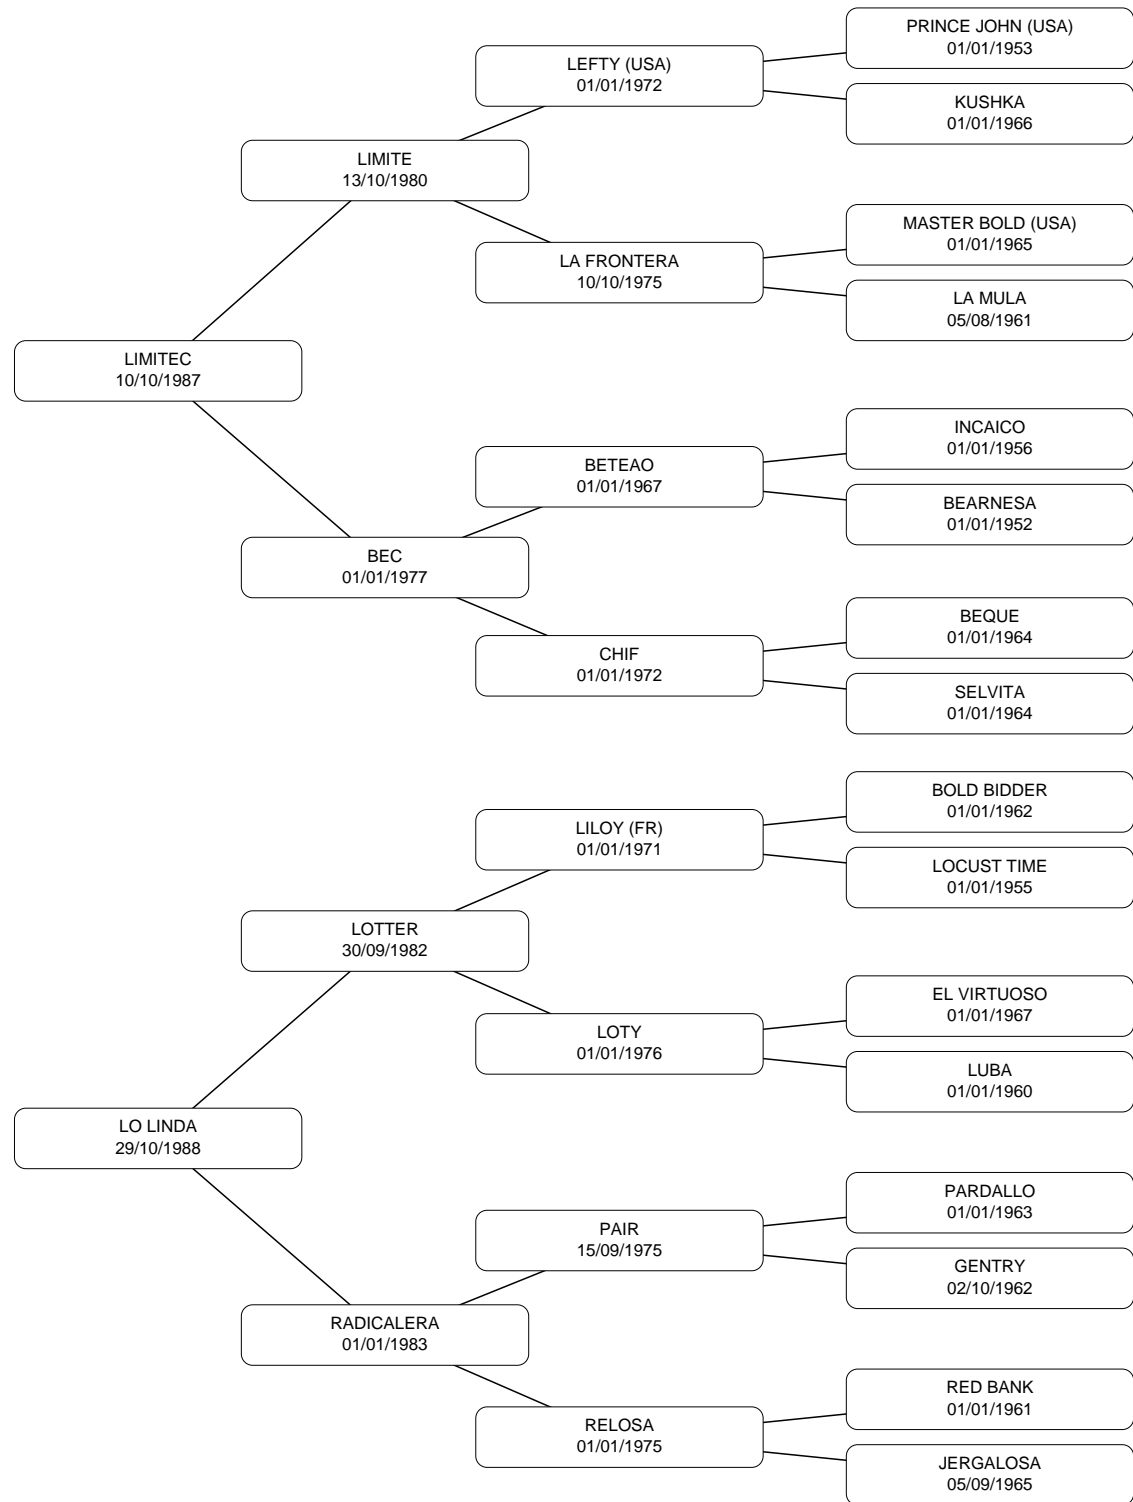 PRINCE JOHN (USA)
01/01/1953
LEFTY (USA)
01/01/1972
KUSHKA
01/01/1966
LIMITE
13/10/1980
MASTER BOLD (USA)
01/01/1965
LA FRONTERA
10/10/1975
LA MULA
05/08/1961
LIMITEC
10/10/1987
INCAICO
01/01/1956
BETEAO
01/01/1967
BEARNESA
01/01/1952
BEC
01/01/1977
BEQUE
01/01/1964
CHIF
01/01/1972
SELVITA
01/01/1964
BOLD BIDDER
01/01/1962
LILOY (FR)
01/01/1971
LOCUST TIME
01/01/1955
LOTTER
30/09/1982
EL VIRTUOSO
01/01/1967
LOTY
01/01/1976
LUBA
01/01/1960
LO LINDA
29/10/1988
PARDALLO
01/01/1963
PAIR
15/09/1975
GENTRY
02/10/1962
RADICALERA
01/01/1983
RED BANK
01/01/1961
RELOSA
01/01/1975
JERGALOSA
05/09/1965